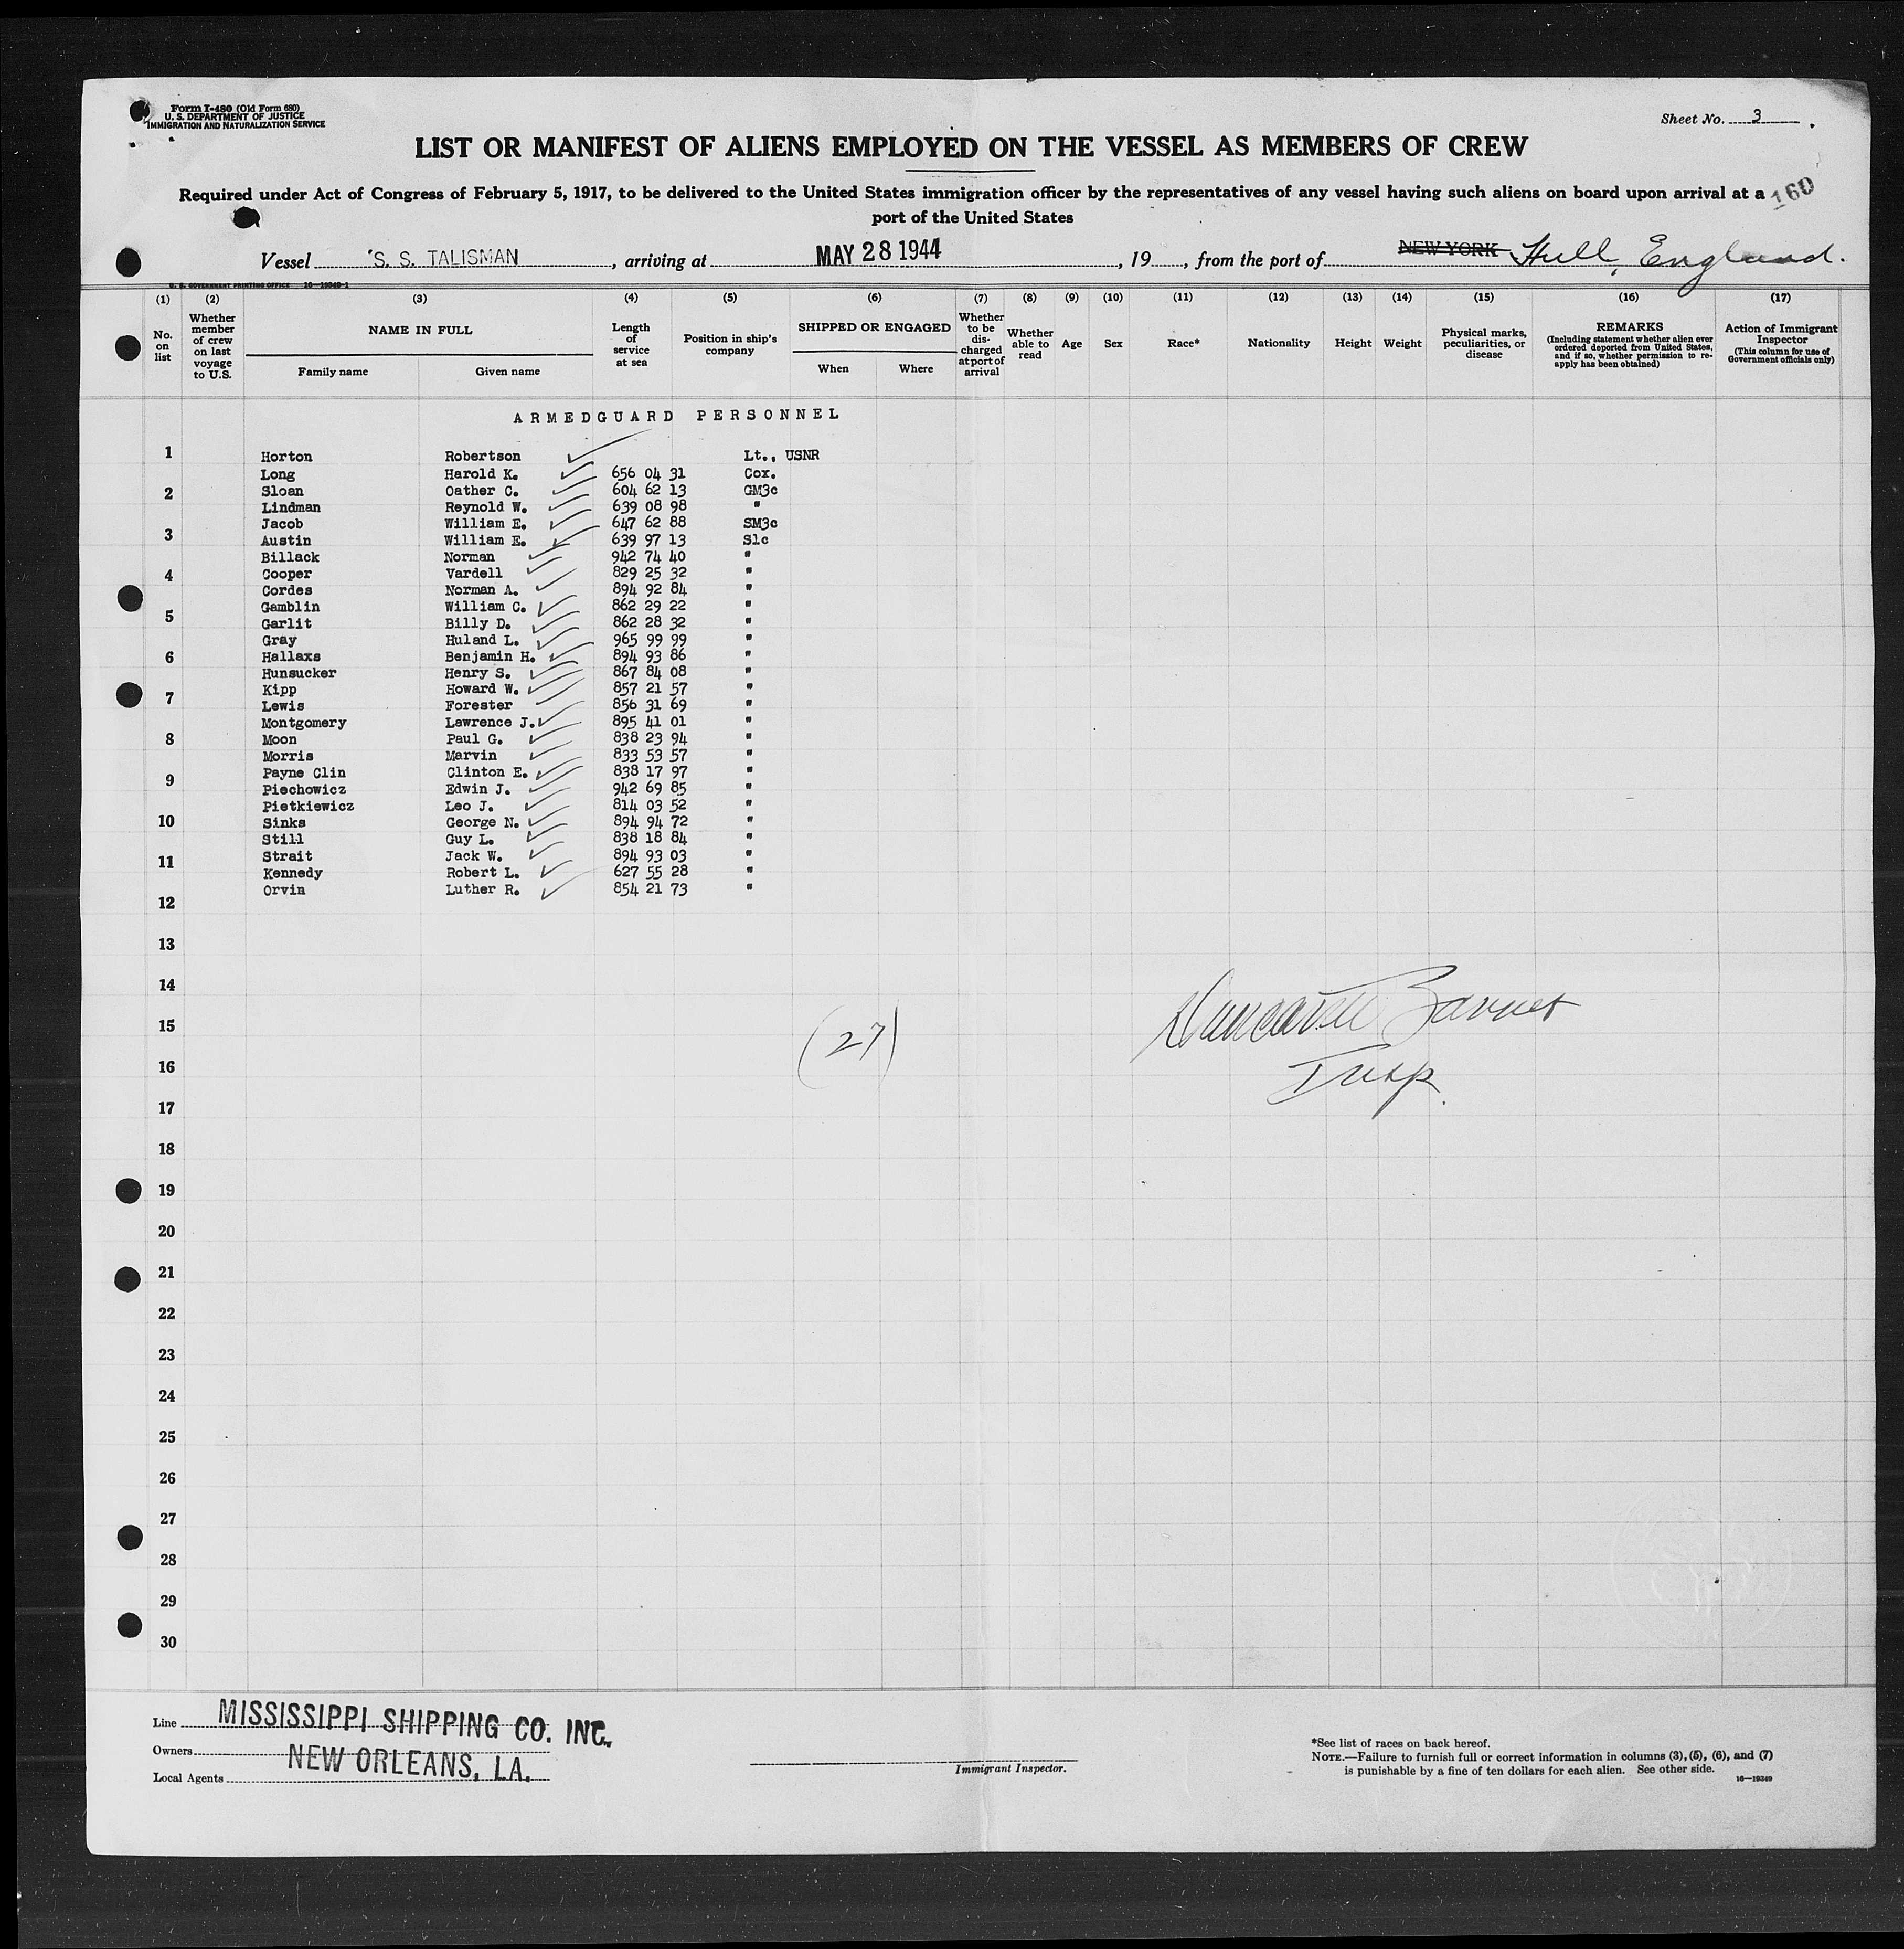 Form I-480 (Old Form 680)
U. S. DEPARTMENT OF JUSTICE
IMMIGRATION AND NATURALIZATION SERVICE
Sheet No. 3
LIST OR MANIFEST OF ALIENS EMPLOYED ON THE VESSEL AS MEMBERS OF CREW
Required under Act of Congress of February 5, 1917, to be delivered to the United States immigration officer by the representatives of any vessel having such aliens on board upon arrival at a
port of the United States
160
Vessel S. S. TALISMAN, arriving at MAY 28 1944, 19, from the port of NEW YORK Hull, England.
U. S. GOVERNMENT PRINTING OFFICE 16-19349-1
(1) (2) (3) (4) (5) (6) (7) (8) (9) (10) (11) (12) (13) (14) (15) (16) (17)
No. on list
Whether member of crew on last voyage to U.S.
NAME IN FULL
Family name Given name
Length of service at sea
Position in ship's company
SHIPPED OR ENGAGED
When Where
Whether to be discharged at port of arrival
Whether able to read
Age
Sex
Race*
Nationality
Height
Weight
Physical marks, peculiarities, or disease
REMARKS
(Including statement whether alien ever ordered deported from United States, and if so, whether permission to reapply has been obtained)
Action of Immigrant Inspector
(This column for use of Government officials only)
ARMEDGUARD PERSONNEL
1 Horton Robertson Lt., USNR
Long Harold K. 656 04 31 Cox.
2 Sloan Oather C. 604 62 13 GM3c
Lindman Reynold W. 639 08 98 "
Jacob William E. 647 62 88 SM3c
3 Austin William E. 639 97 13 S1c
Billack Norman 942 74 40 "
4 Cooper Vardell 829 25 32 "
Cordes Norman A. 894 92 84 "
Gamblin William C. 862 29 22 "
5 Garlit Billy D. 862 28 32 "
Gray Huland L. 965 99 99 "
6 Hallaxs Benjamin H. 894 93 86 "
Hunsucker Henry S. 867 84 08 "
Kipp Howard W. 857 21 57 "
7 Lewis Forester 856 31 69 "
Montgomery Lawrence J. 895 41 01 "
8 Moon Paul G. 838 23 94 "
Morris Marvin 833 53 57 "
Payne Clin Clinton E. 838 17 97 "
9 Piechowicz Edwin J. 942 69 85 "
Pietkiewicz Leo J. 814 03 52 "
10 Sinks George N. 894 94 72 "
Still Guy L. 838 18 84 "
11 Strait Jack W. 894 93 03 "
Kennedy Robert L. 627 55 28 "
Orvin Luther R. 854 21 73 "
12
13
14
15
(27)
16
Insp.
17
18
19
20
21
22
23
24
25
26
27
28
29
30
Line MISSISSIPPI SHIPPING CO. INC.
Owners NEW ORLEANS, LA.
Local Agents
Immigrant Inspector.
*See list of races on back hereof.
NOTE.—Failure to furnish full or correct information in columns (3), (5), (6), and (7)
is punishable by a fine of ten dollars for each alien. See other side.
16-19349